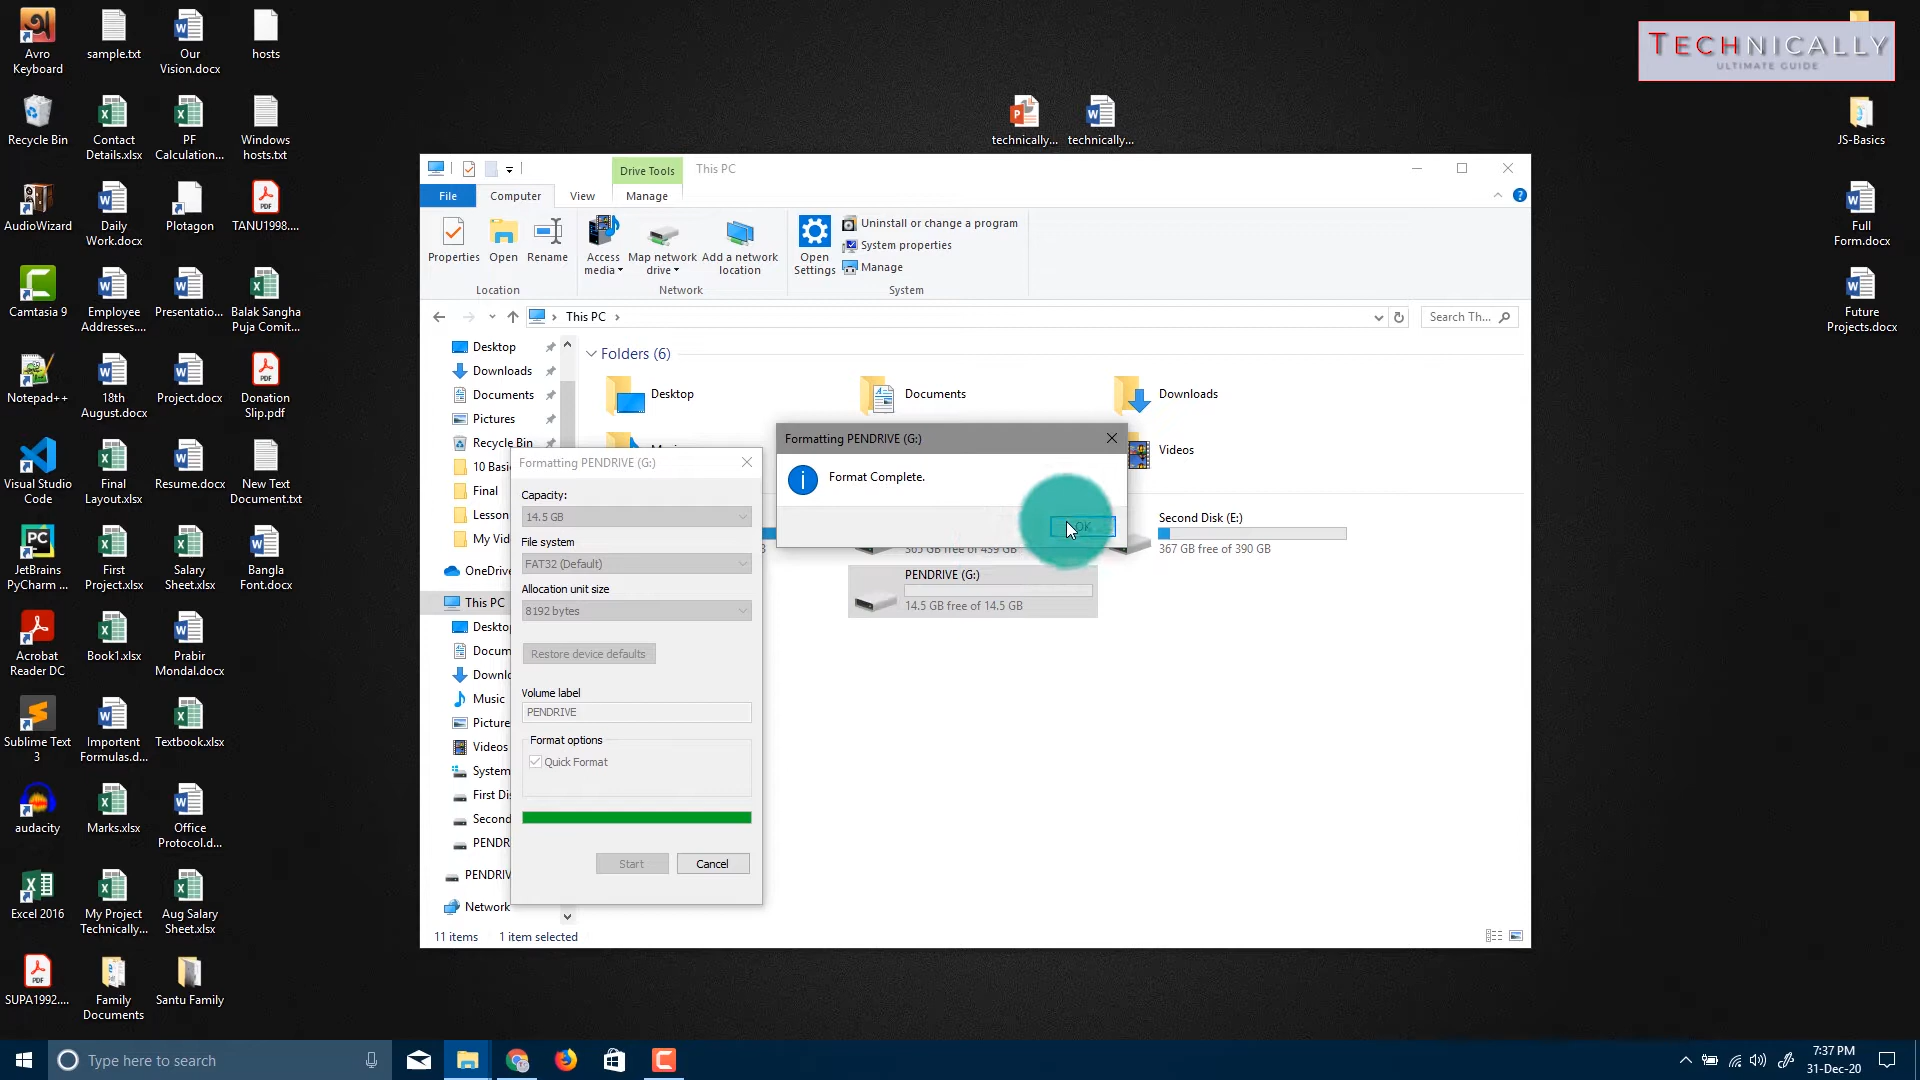 Avro
Keyboard
sample.txt
Our
Vision.docx
hosts
TECHNICALLY
ULTIMATE GUIDE
Recycle Bin
Contact
Details.xlsx
PF
Calculation...
Windows
hosts.txt
technically...
technically...
JS-Basics
AudioWizard
Daily
Work.docx
Plotagon
TANU1998....
Full
Form.docx
Camtasia 9
Employee
Addresses....
Presentatio...
Balak Sangha
Puja Comit...
Future
Projects.docx
Notepad++
18th
August.docx
Project.docx
Donation
Slip.pdf
Visual Studio
Code
Final
Layout.xlsx
Resume.docx
New Text
Document.txt
JetBrains
PyCharm ...
First
Project.xlsx
Salary
Sheet.xlsx
Bangla
Font.docx
Acrobat
Reader DC
Book1.xlsx
Prabir
Mondal.docx
Sublime Text
3
Importent
Formulas.d...
Textbook.xlsx
audacity
Marks.xlsx
Office
Protocol.d...
Excel 2016
My Project
Technically...
Aug Salary
Sheet.xlsx
SUPA1992....
Family
Documents
Santu Family
Drive Tools
This PC
File
Computer
View
Manage
Properties
Open
Rename
Access
media
Map network
drive
Add a network
location
Open
Settings
Uninstall or change a program
System properties
Manage
Location
Network
System
This PC
Search Th...
Desktop
Downloads
Documents
Pictures
Recycle Bin
10 Basi
Final
Lesson
My Vid
OneDriv
This PC
Deskto
Docum
Downl
Music
Picture
Videos
System
First Di
Second
PENDR
PENDRIV
Network
11 items
1 item selected
Folders (6)
Desktop
Documents
Downloads
Videos
365 GB free of 439 GB
Second Disk (E:)
367 GB free of 390 GB
PENDRIVE (G:)
14.5 GB free of 14.5 GB
Formatting PENDRIVE (G:)
Format Complete.
OK
Formatting PENDRIVE (G:)
Capacity:
14.5 GB
File system
FAT32 (Default)
Allocation unit size
8192 bytes
Restore device defaults
Volume label
PENDRIVE
Format options
Quick Format
Start
Cancel
Type here to search
7:37 PM
31-Dec-20